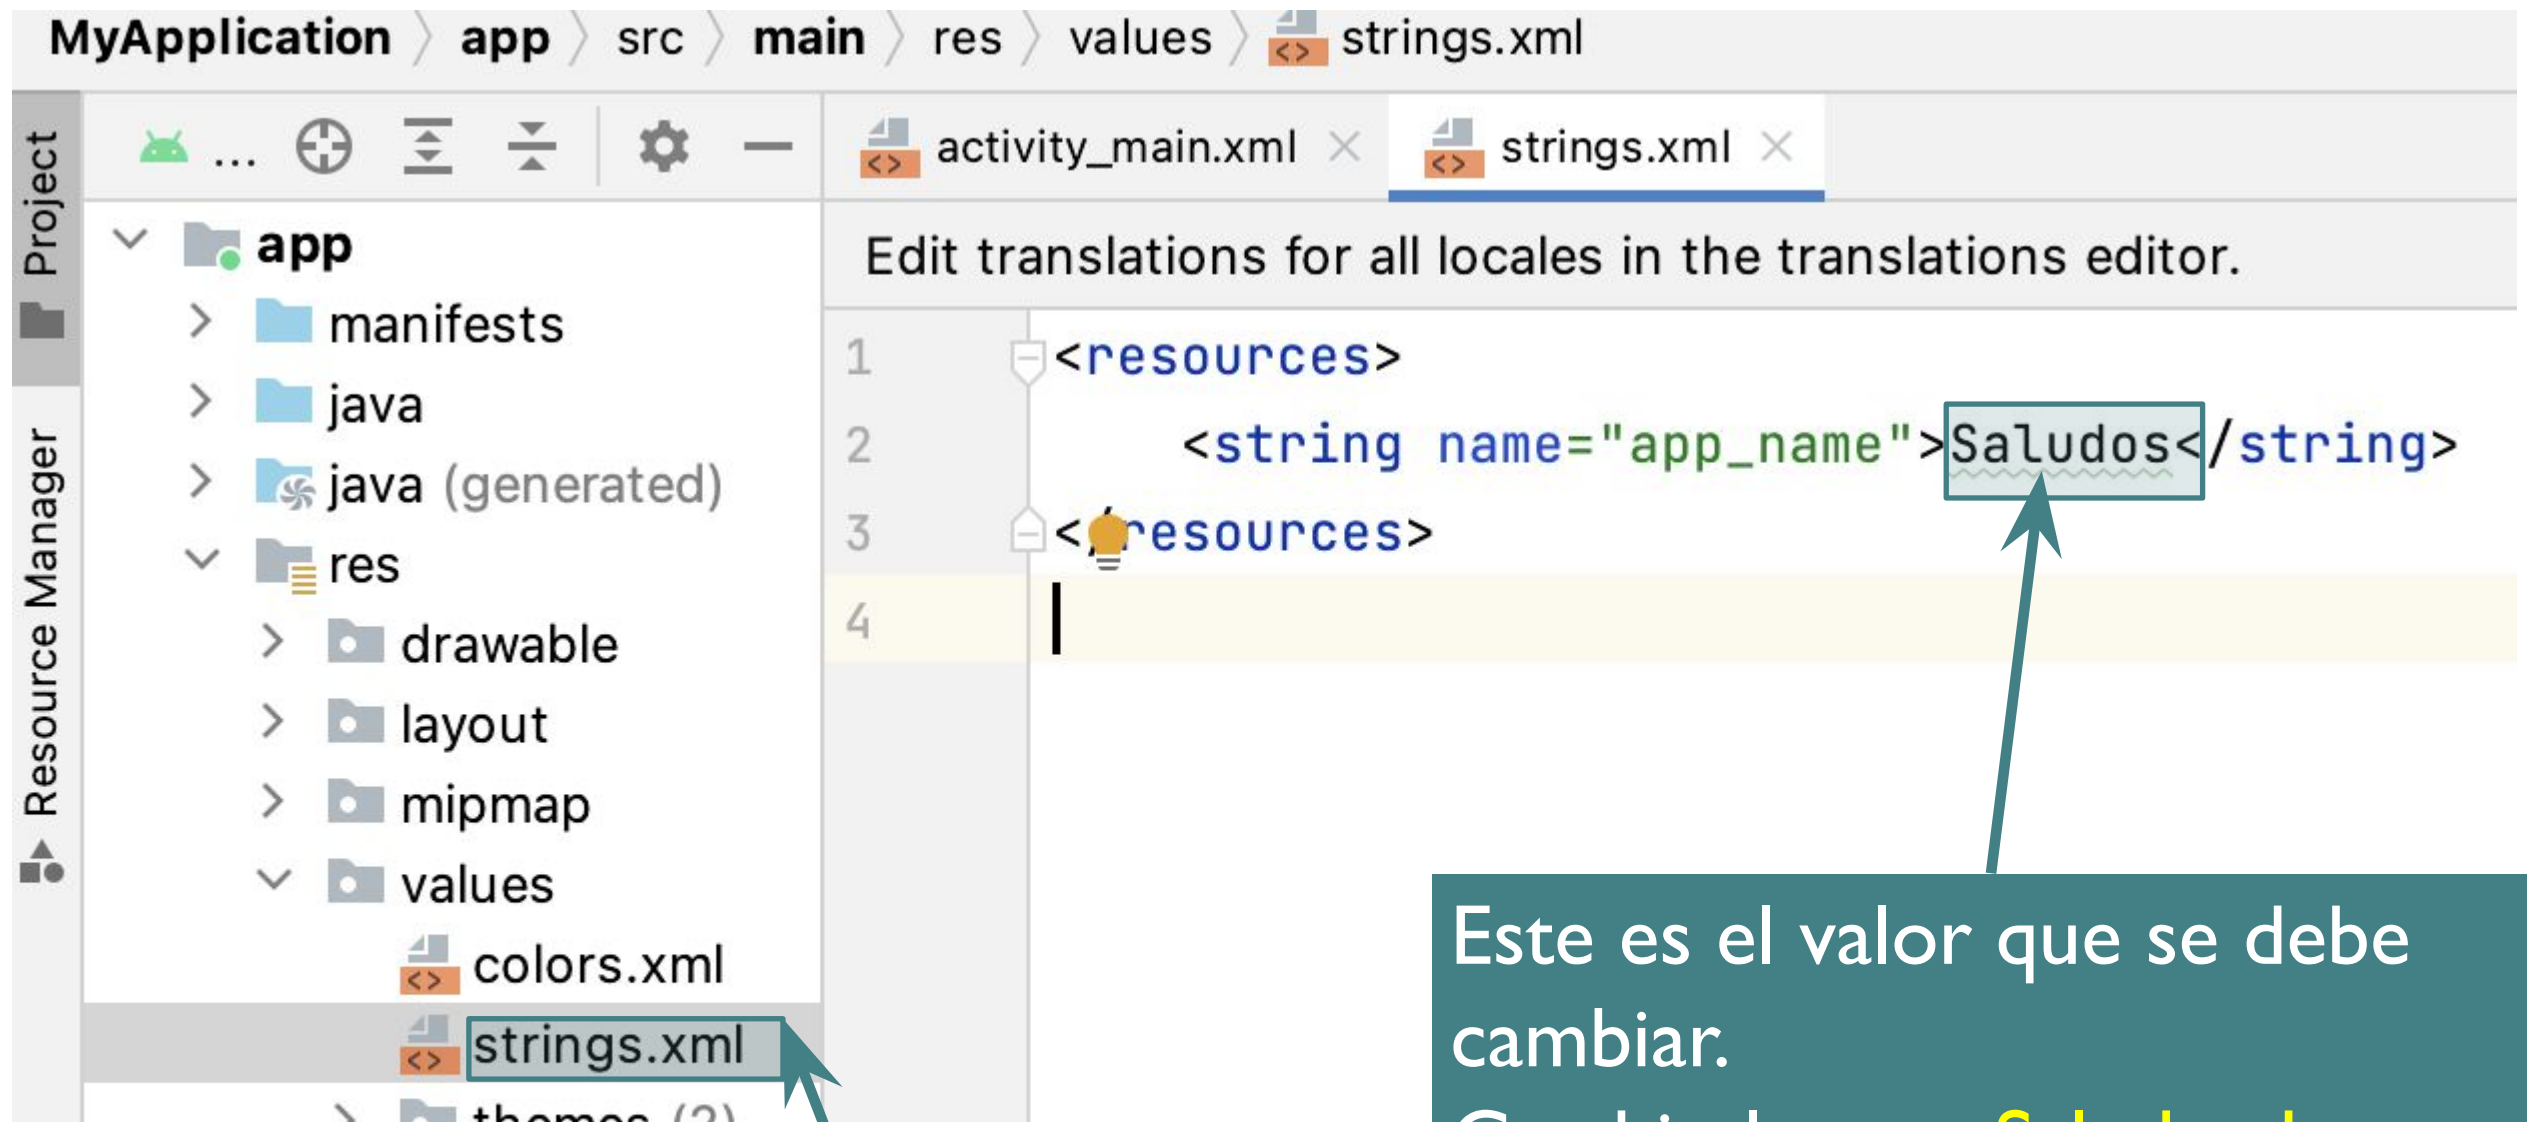 MyApplication app src main res values strings.xml
Project
Resource Manager
...
app
manifests
java
java (generated)
res
drawable
layout
mipmap
values
colors.xml
strings.xml
themes (2)
activity_main.xml
strings.xml
Edit translations for all locales in the translations editor.
1 <resources>
2 <string name="app_name">Saludos</string>
3 </resources>
4
Este es el valor que se debe
cambiar.